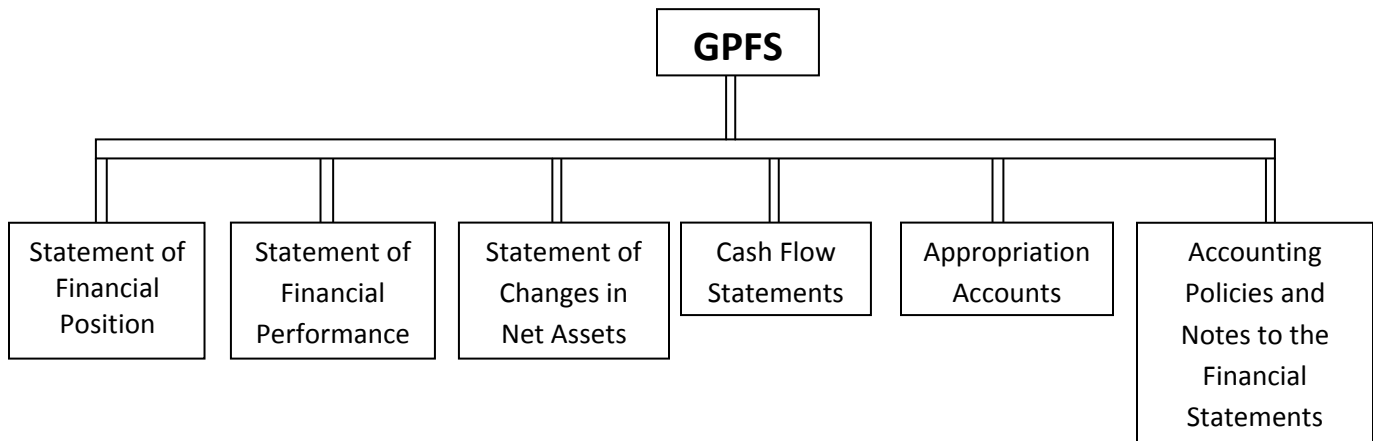 GPFS
Statement of
Financial
Position
Statement of
Financial
Performance
Statement of
Changes in
Net Assets
Cash Flow
Statements
Appropriation
Accounts
Accounting
Policies and
Notes to the
Financial
Statements